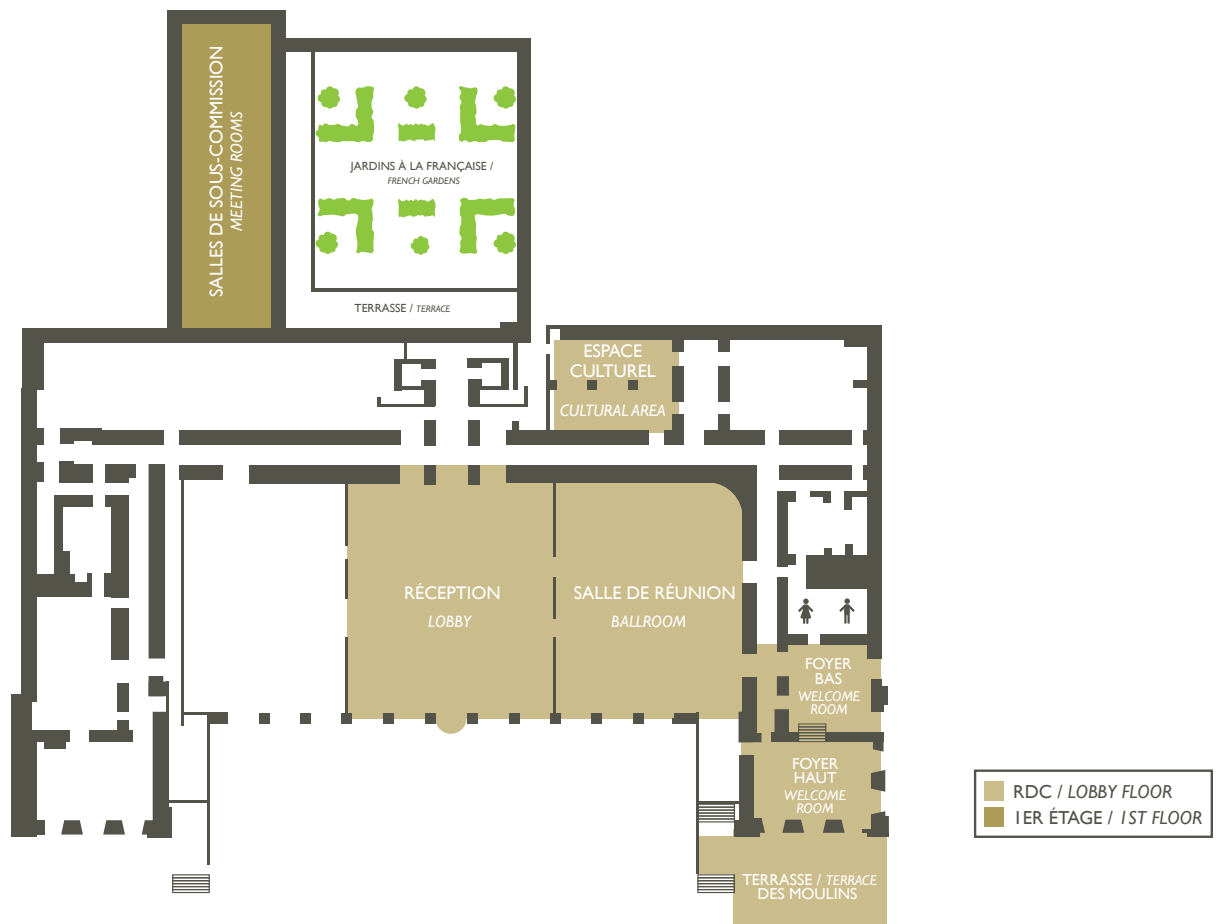 SALLES DE SOUS-COMMISSION
MEETING ROOMS
JARDINS À LA FRANÇAISE /
FRENCH GARDENS
TERRASSE / TERRACE
ESPACE
CULTUREL
CULTURAL AREA
RÉCEPTION
LOBBY
SALLE DE RÉUNION
BALLROOM
FOYER
BAS
WELCOME
ROOM
FOYER
HAUT
WELCOME
ROOM
TERRASSE / TERRACE
DES MOULINS
RDC / LOBBY FLOOR
1ER ÉTAGE / 1ST FLOOR